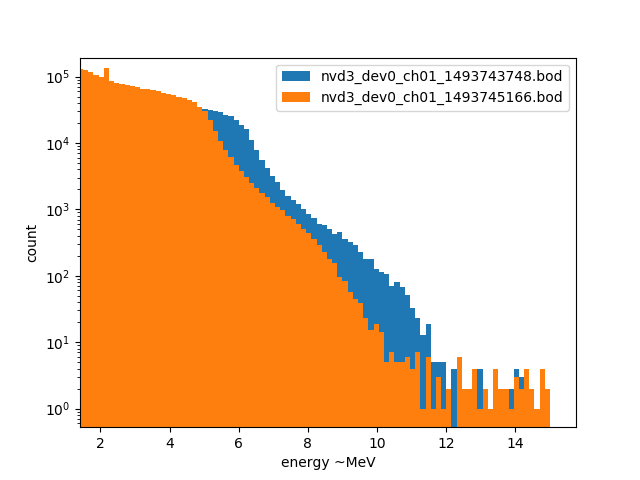 nvd3_dev0_ch01_1493743748.bod
nvd3_dev0_ch01_1493745166.bod
10^5
10^4
10^3
10^2
10^1
10^0
count
2 4 6 8 10 12 14
energy ~MeV